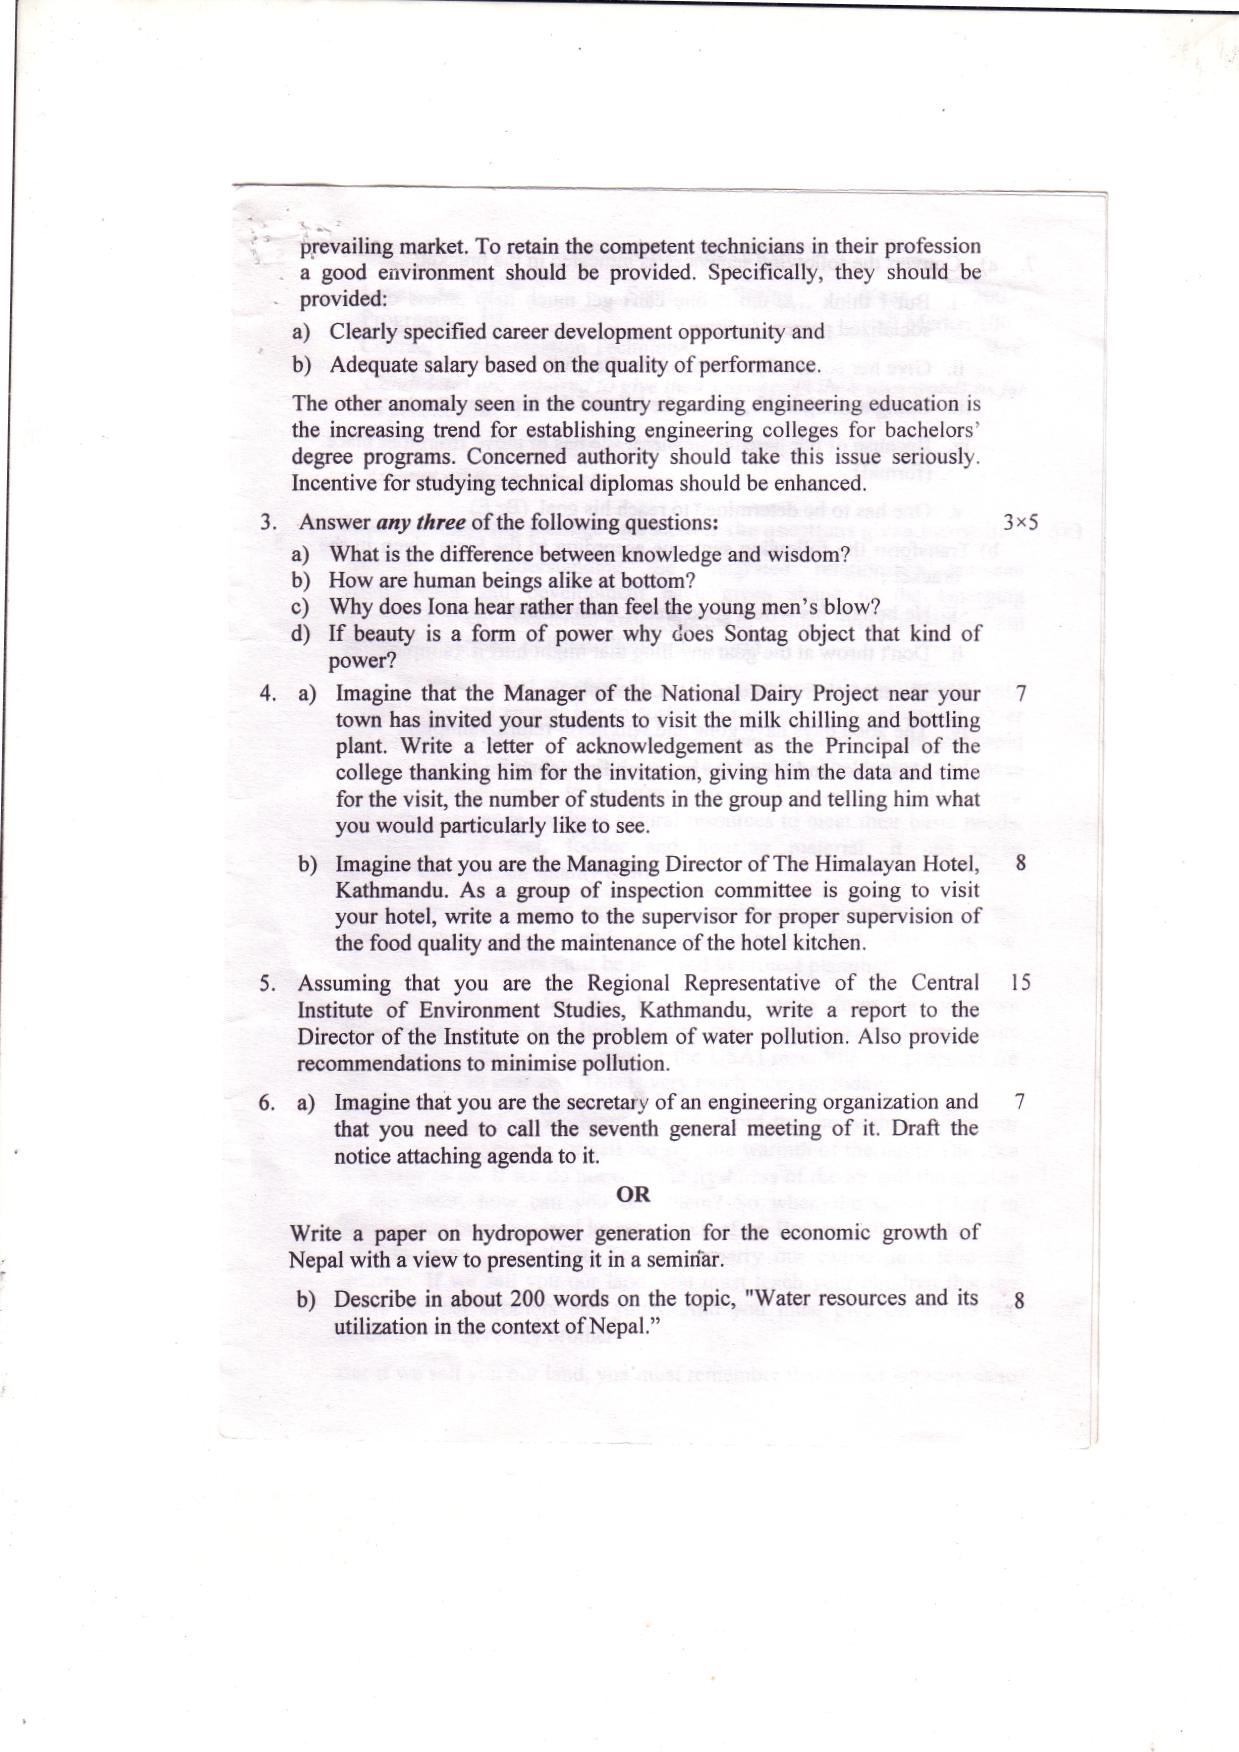 prevailing market. To retain the competent technicians in their profession
a good environment should be provided. Specifically, they should be
provided:
a) Clearly specified career development opportunity and
b) Adequate salary based on the quality of performance.
The other anomaly seen in the country regarding engineering education is
the increasing trend for establishing engineering colleges for bachelors'
degree programs. Concerned authority should take this issue seriously.
Incentive for studying technical diplomas should be enhanced.
3. Answer any three of the following questions: 3×5
a) What is the difference between knowledge and wisdom?
b) How are human beings alike at bottom?
c) Why does Iona hear rather than feel the young men's blow?
d) If beauty is a form of power why does Sontag object that kind of
power?
4. a) Imagine that the Manager of the National Dairy Project near your 7
town has invited your students to visit the milk chilling and bottling
plant. Write a letter of acknowledgement as the Principal of the
college thanking him for the invitation, giving him the data and time
for the visit, the number of students in the group and telling him what
you would particularly like to see.
b) Imagine that you are the Managing Director of The Himalayan Hotel, 8
Kathmandu. As a group of inspection committee is going to visit
your hotel, write a memo to the supervisor for proper supervision of
the food quality and the maintenance of the hotel kitchen.
5. Assuming that you are the Regional Representative of the Central 15
Institute of Environment Studies, Kathmandu, write a report to the
Director of the Institute on the problem of water pollution. Also provide
recommendations to minimise pollution.
6. a) Imagine that you are the secretary of an engineering organization and 7
that you need to call the seventh general meeting of it. Draft the
notice attaching agenda to it.
OR
Write a paper on hydropower generation for the economic growth of
Nepal with a view to presenting it in a seminar.
b) Describe in about 200 words on the topic, "Water resources and its 8
utilization in the context of Nepal.”